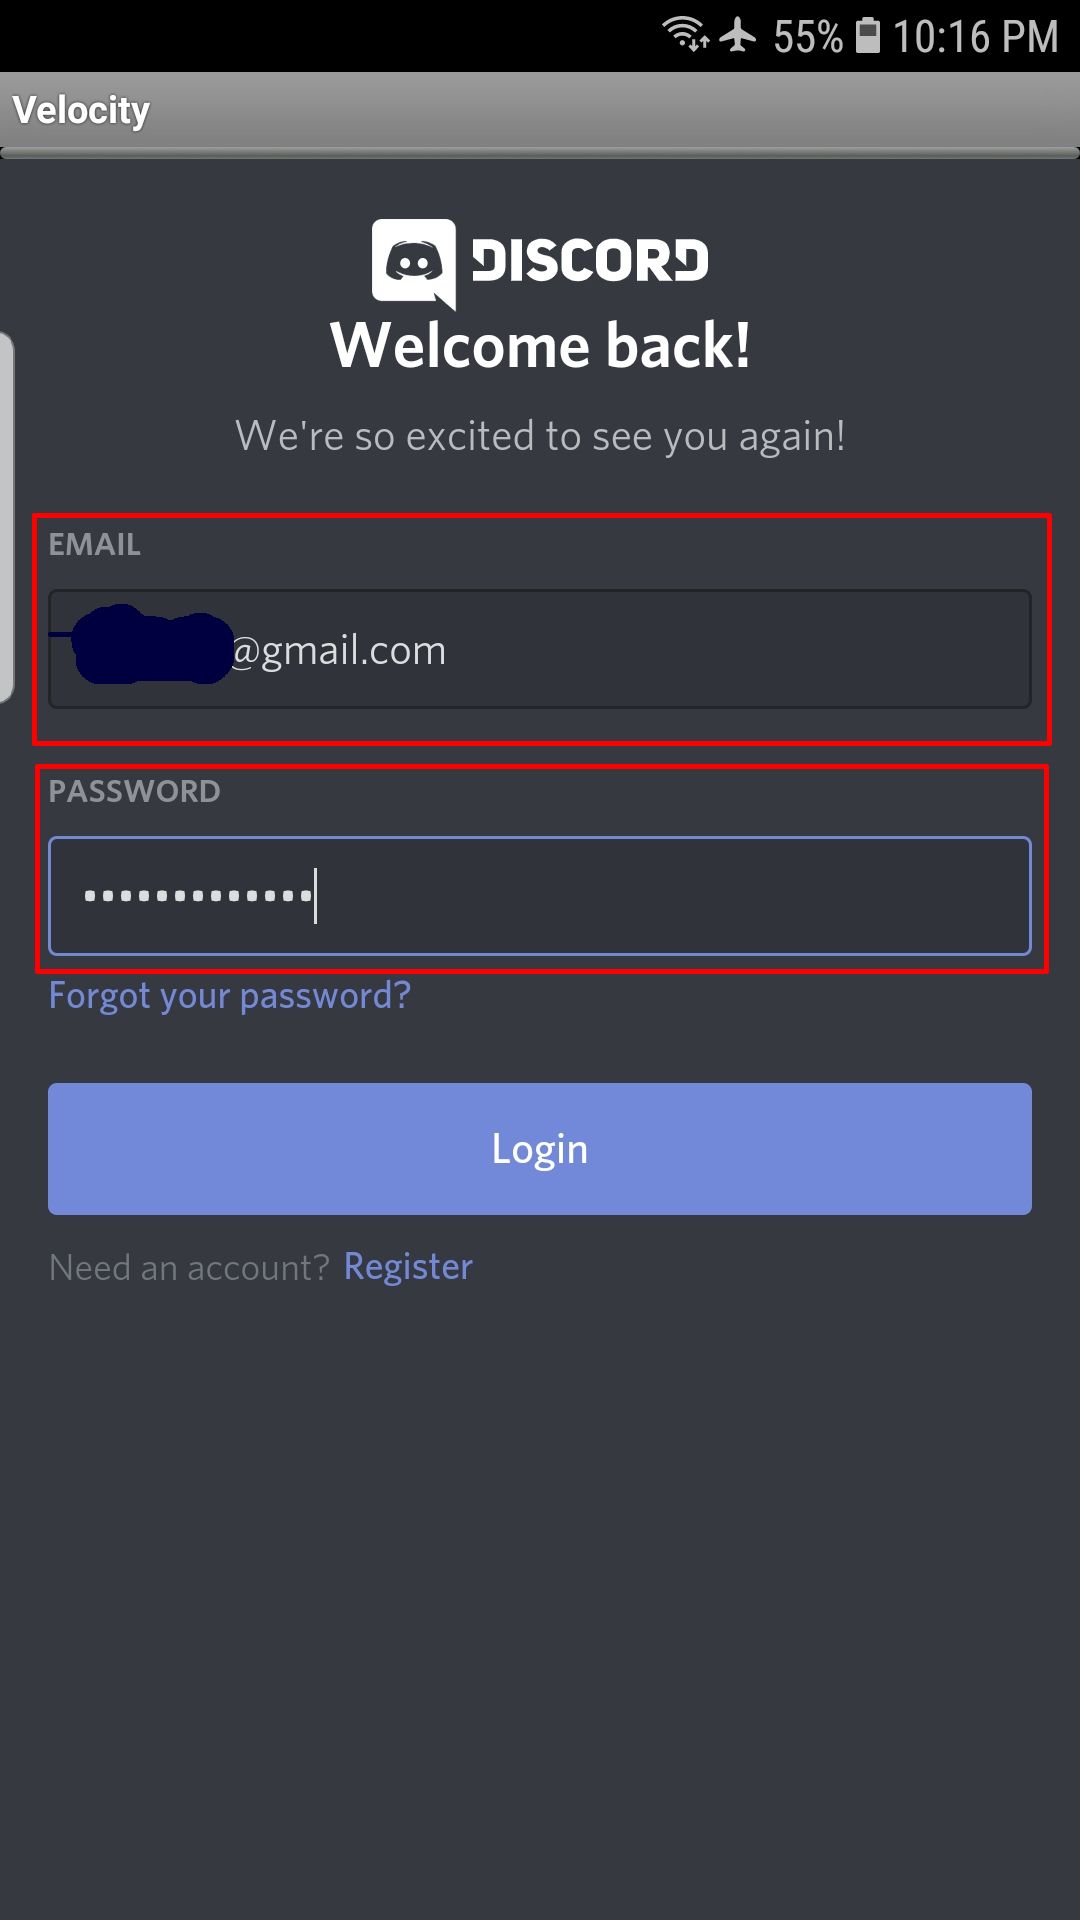 55% 10:16 PM
Velocity
DISCORD
Welcome back!
We're so excited to see you again!
EMAIL
@gmail.com
PASSWORD
•••••••••••••
Forgot your password?
Login
Need an account? Register